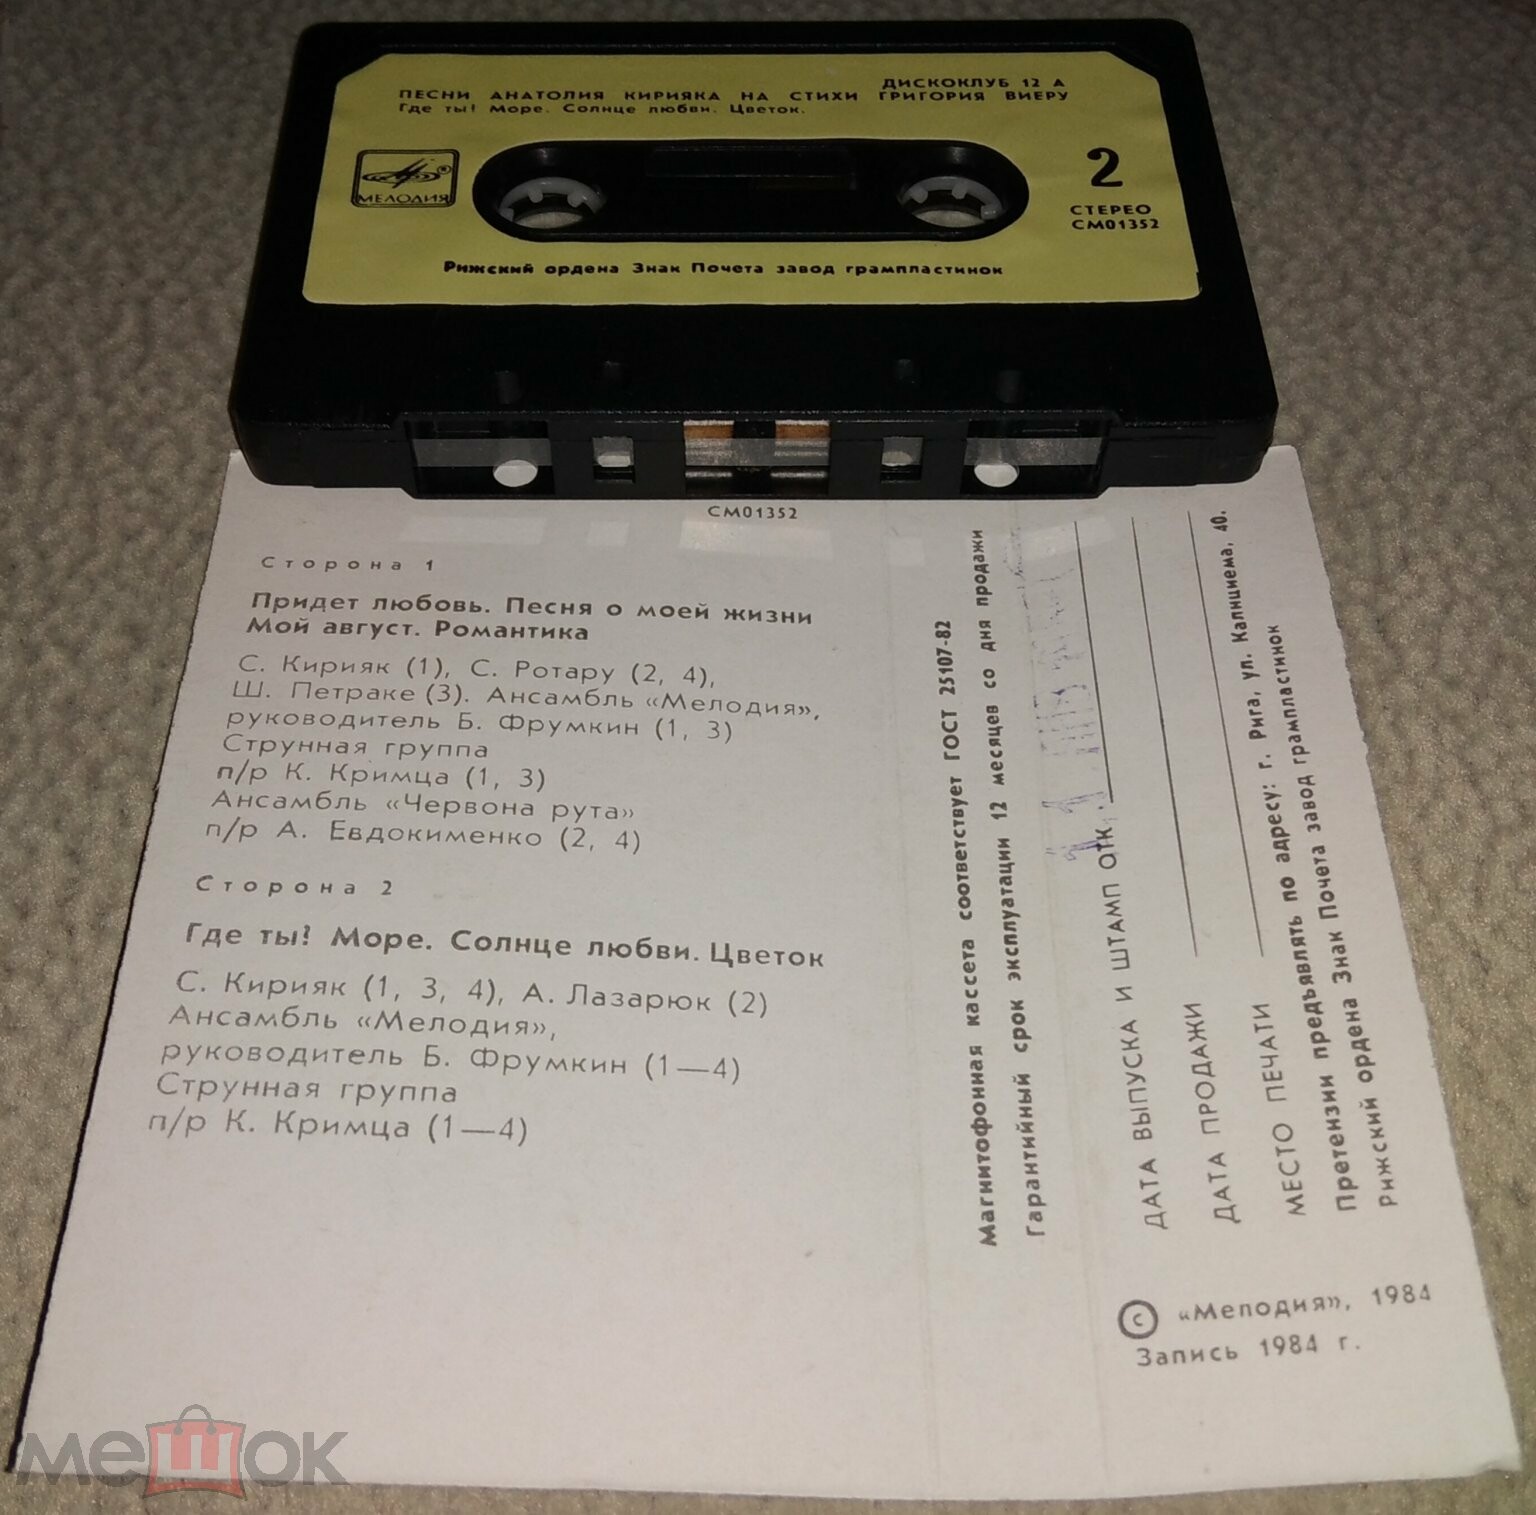 ДИСКОКЛУБ 12 А
ПЕСНИ АНАТОЛИЯ КИРИЯКА НА СТИХИ ГРИГОРИЯ ВИЕРУ
Где ты? Море. Солнце любви. Цветок.
МЕЛОДИЯ
2
СТЕРЕО
СМ01352
Рижский ордена Знак Почета завод грампластинок
СМ01352
Сторона 1
Придет любовь. Песня о моей жизни
Мой август. Романтика
С. Кирияк (1), С. Ротару (2, 4),
Ш. Петраке (3). Ансамбль «Мелодия»,
руководитель Б. Фрумкин (1, 3)
Струнная группа
п/р К. Кримца (1, 3)
Ансамбль «Червона рута»
п/р А. Евдокименко (2, 4)
Сторона 2
Где ты? Море. Солнце любви. Цветок
С. Кирияк (1, 3, 4), А. Лазарюк (2)
Ансамбль «Мелодия»,
руководитель Б. Фрумкин (1—4)
Струнная группа
п/р К. Кримца (1—4)
Магнитофонная кассета соответствует ГОСТ 25107-82
Гарантийный срок эксплуатации 12 месяцев со дня продажи
ДАТА ВЫПУСКА И ШТАМП ОТК
ДАТА ПРОДАЖИ
МЕСТО ПЕЧАТИ
Претензии предъявлять по адресу: г. Рига, ул. Калнциема, 40.
Рижский ордена Знак Почета завод грампластинок
© «Мелодия», 1984
Запись 1984 г.
мешок